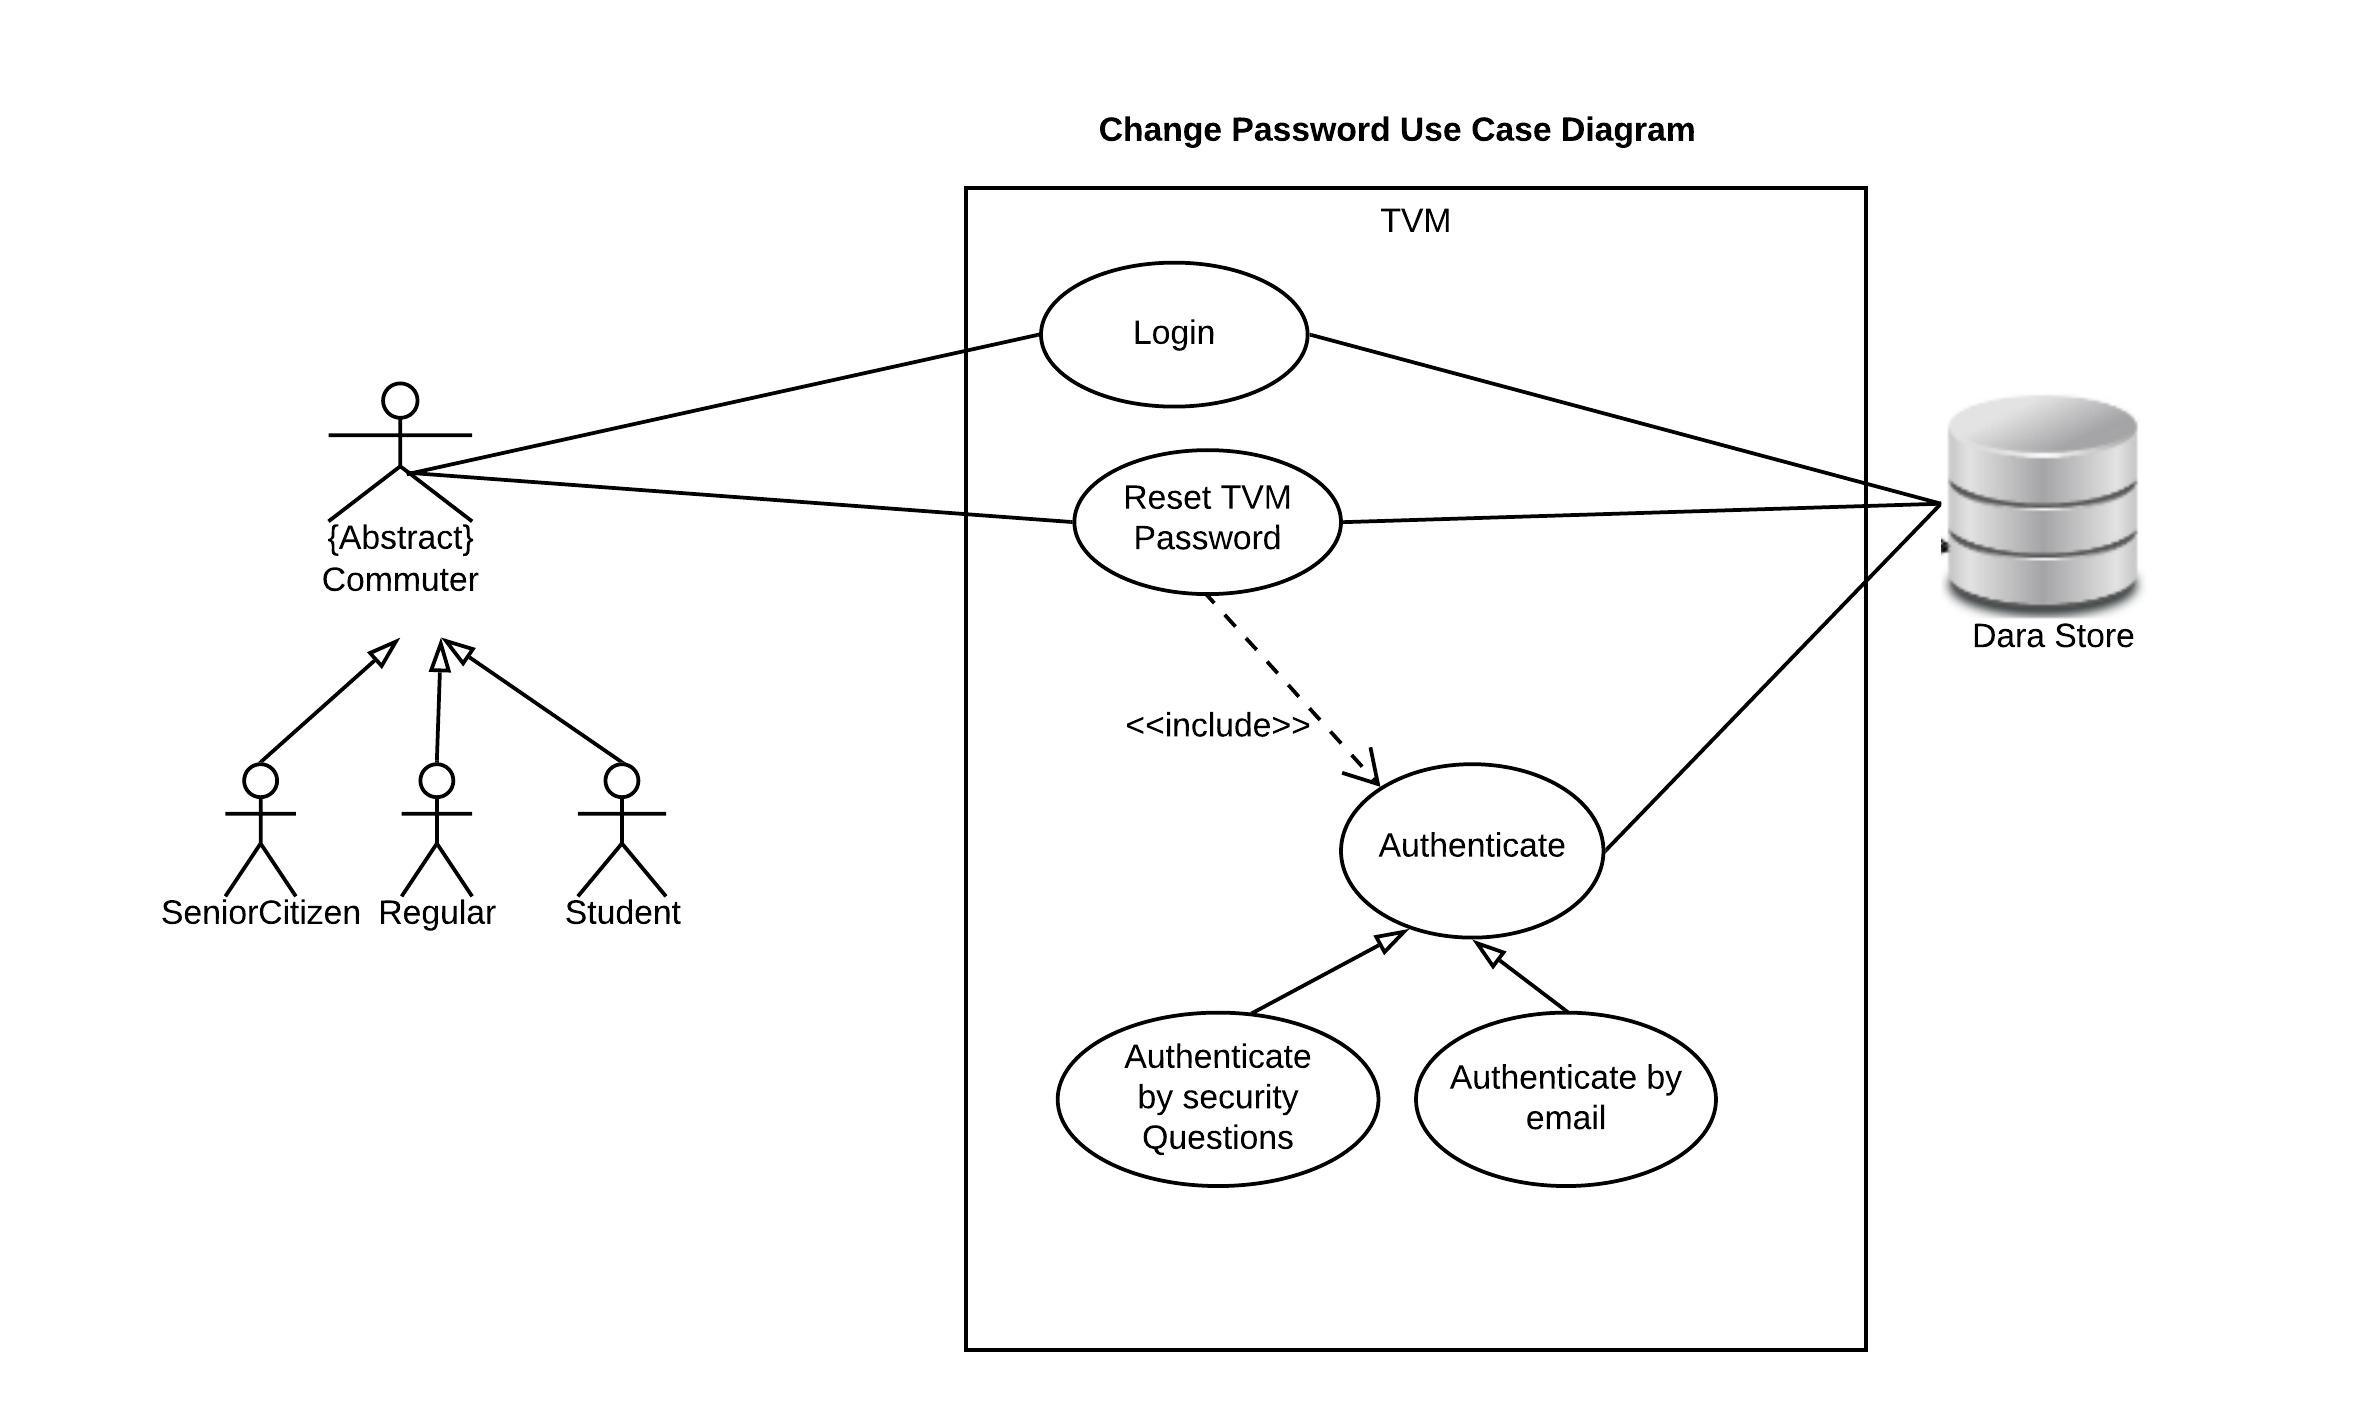 Change Password Use Case Diagram
TVM
Login
Reset TVM
Password
{Abstract}
Commuter
Dara Store
<<include>>
Authenticate
SeniorCitizen
Regular
Student
Authenticate
by security
Questions
Authenticate by
email